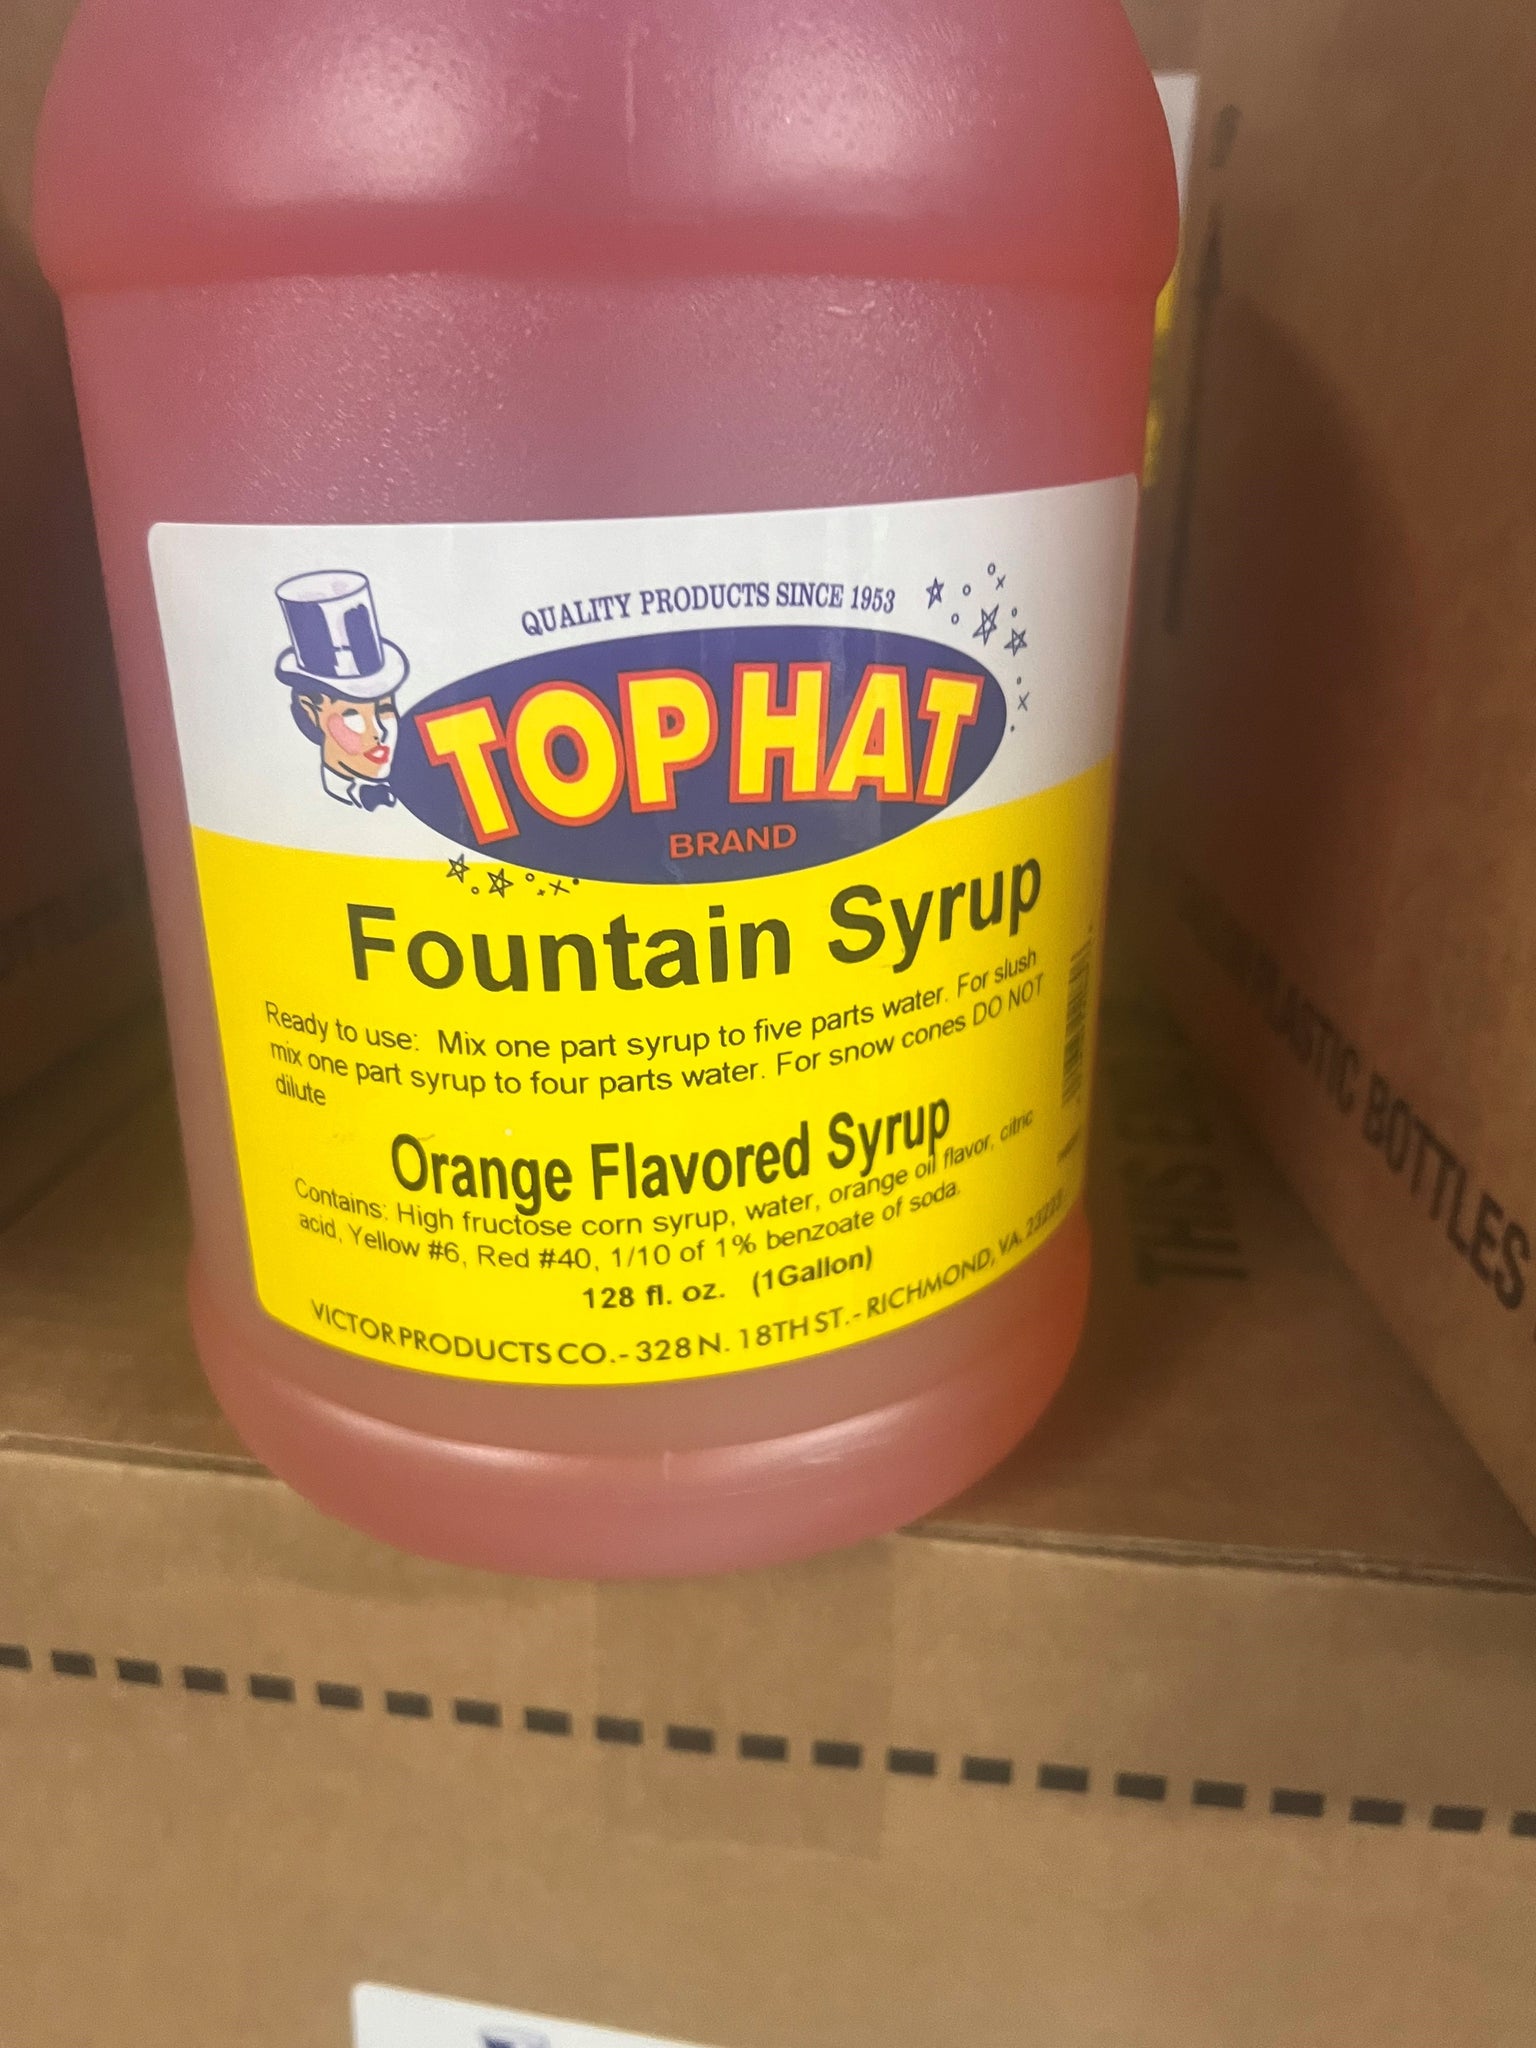 QUALITY PRODUCTS SINCE 1953
TOP HAT
BRAND
Fountain Syrup
Ready to use: Mix one part syrup to five parts water. For slush
mix one part syrup to four parts water. For snow cones DO NOT
dilute
Orange Flavored Syrup
Contains: High fructose corn syrup, water, orange oil flavor, citric
acid, Yellow #6, Red #40, 1/10 of 1% benzoate of soda.
128 fl. oz. (1Gallon)
VICTOR PRODUCTS CO. - 328 N. 18TH ST. - RICHMOND, VA. 23223
PLASTIC BOTTLES
THIS